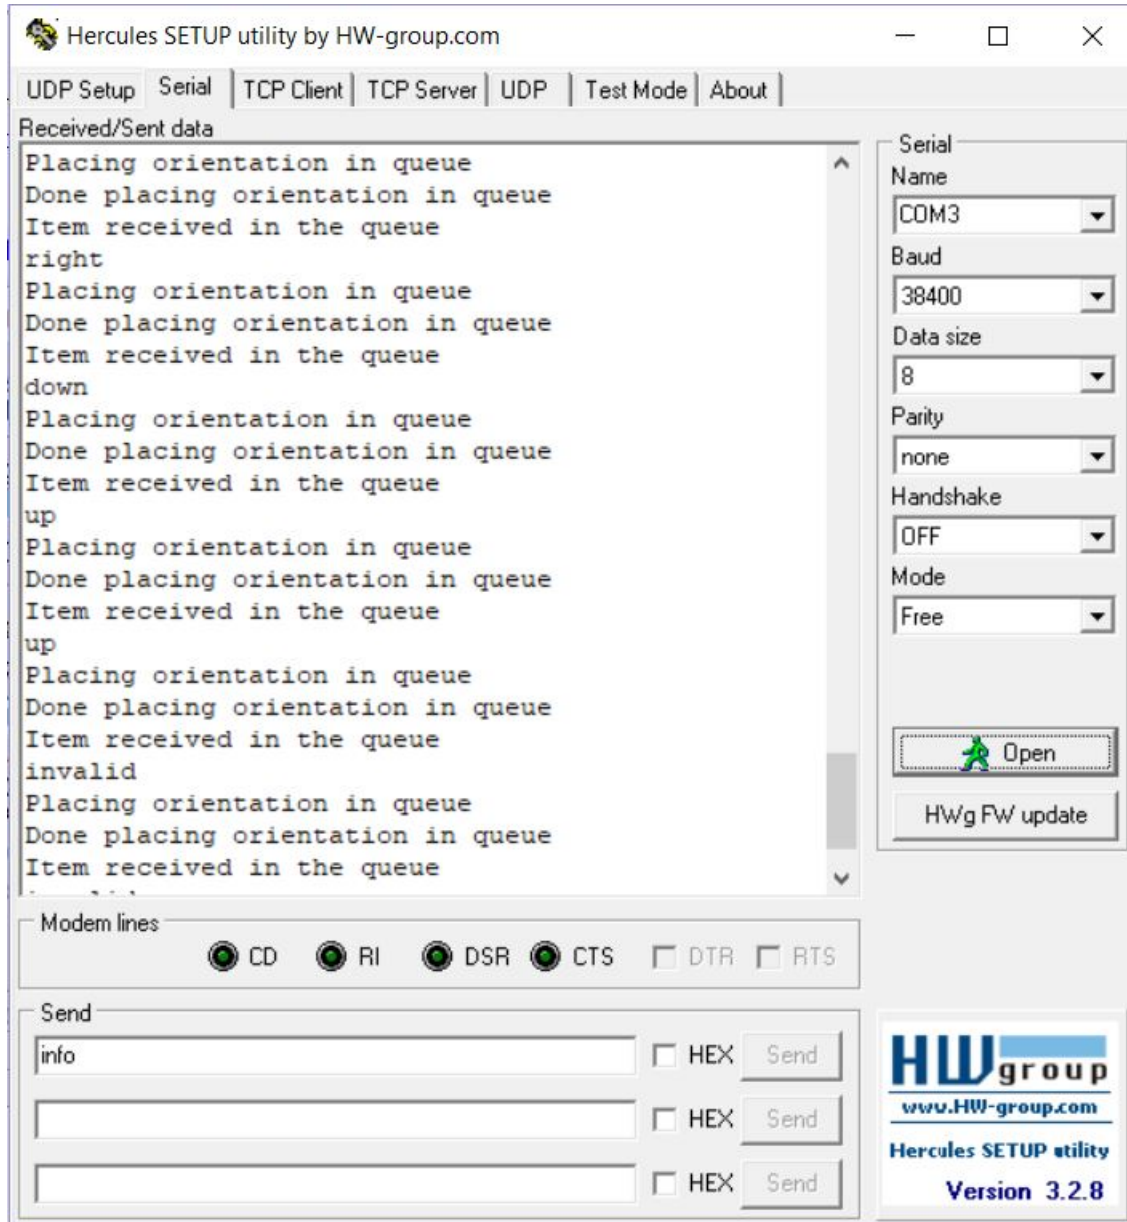 Hercules SETUP utility by HW-group.com
UDP Setup Serial TCP Client TCP Server UDP Test Mode About
Received/Sent data
Placing orientation in queue
Done placing orientation in queue
Item received in the queue
right
Placing orientation in queue
Done placing orientation in queue
Item received in the queue
down
Placing orientation in queue
Done placing orientation in queue
Item received in the queue
up
Placing orientation in queue
Done placing orientation in queue
Item received in the queue
up
Placing orientation in queue
Done placing orientation in queue
Item received in the queue
invalid
Placing orientation in queue
Done placing orientation in queue
Item received in the queue
Serial
Name
COM3
Baud
38400
Data size
8
Parity
none
Handshake
OFF
Mode
Free
Open
HWg FW update
Modem lines
CD RI DSR CTS DTR RTS
Send
info HEX Send
HEX Send
HEX Send
HW group
www.HW-group.com
Hercules SETUP utility
Version 3.2.8